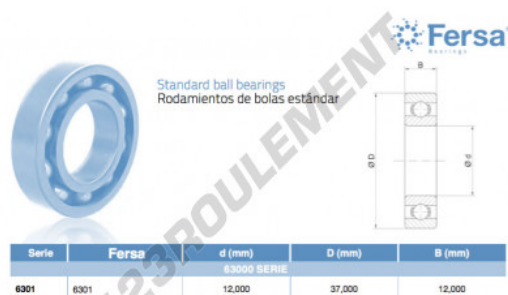 Fersa
Bearings
Standard ball bearings
Rodamientos de bolas estándar
B
Ø D
Ø d
Serie Fersa d (mm) D (mm) B (mm)
63000 SERIE
6301 6301 12,000 37,000 12,000
123ROULEMENT